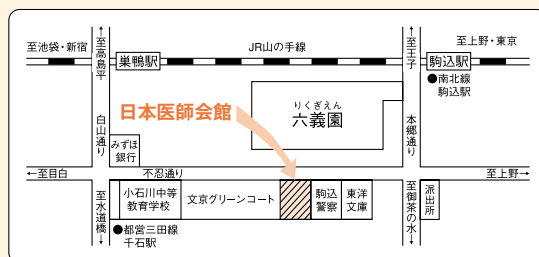 至池袋・新宿
至高島平
巣鴨駅
JR山の手線
至王子
駒込駅
至上野・東京
●南北線
駒込駅
日本医師会館
りくぎえん
六義園
白山通り
本郷通り
みずほ
銀行
←至目白
不忍通り
至上野→
至水道橋
小石川中等
教育学校
文京グリーンコート
駒込
警察
東洋
文庫
至御茶の水
派出所
●都営三田線
千石駅